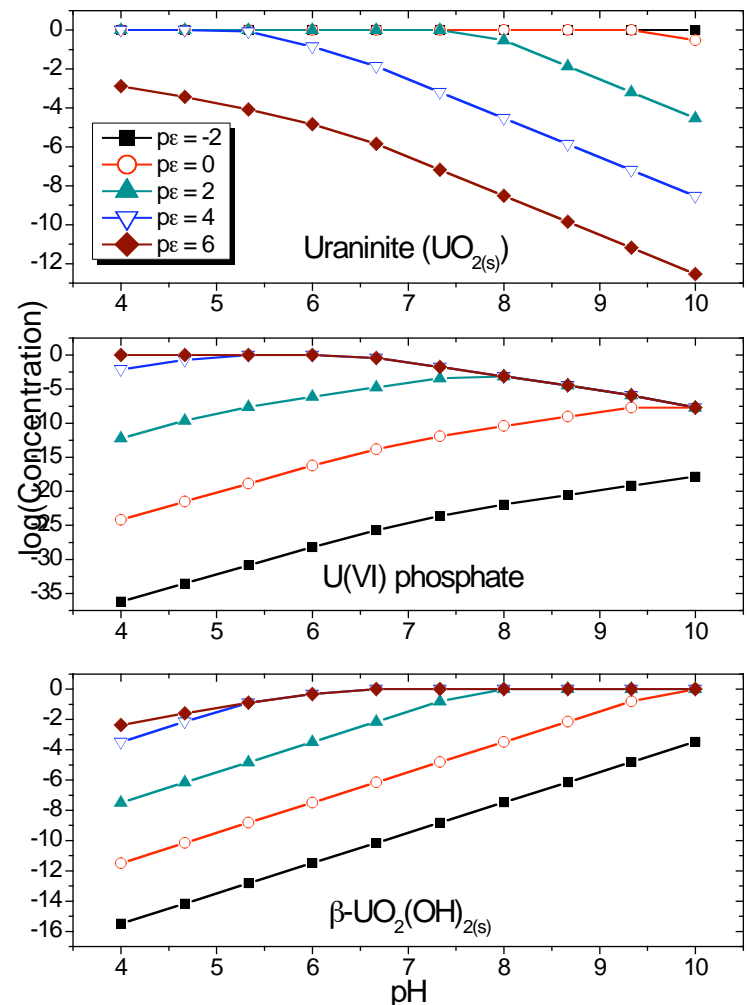 0
-2
-4
-6
-8
-10
-12
pε = -2
pε = 0
pε = 2
pε = 4
pε = 6
Uraninite (UO2(s))
4 5 6 7 8 9 10
log(Concentration)
0
-5
-10
-15
-20
-25
-30
-35
U(VI) phosphate
4 5 6 7 8 9 10
0
-2
-4
-6
-8
-10
-12
-14
-16
β-UO2(OH)2(s)
4 5 6 7 8 9 10
pH